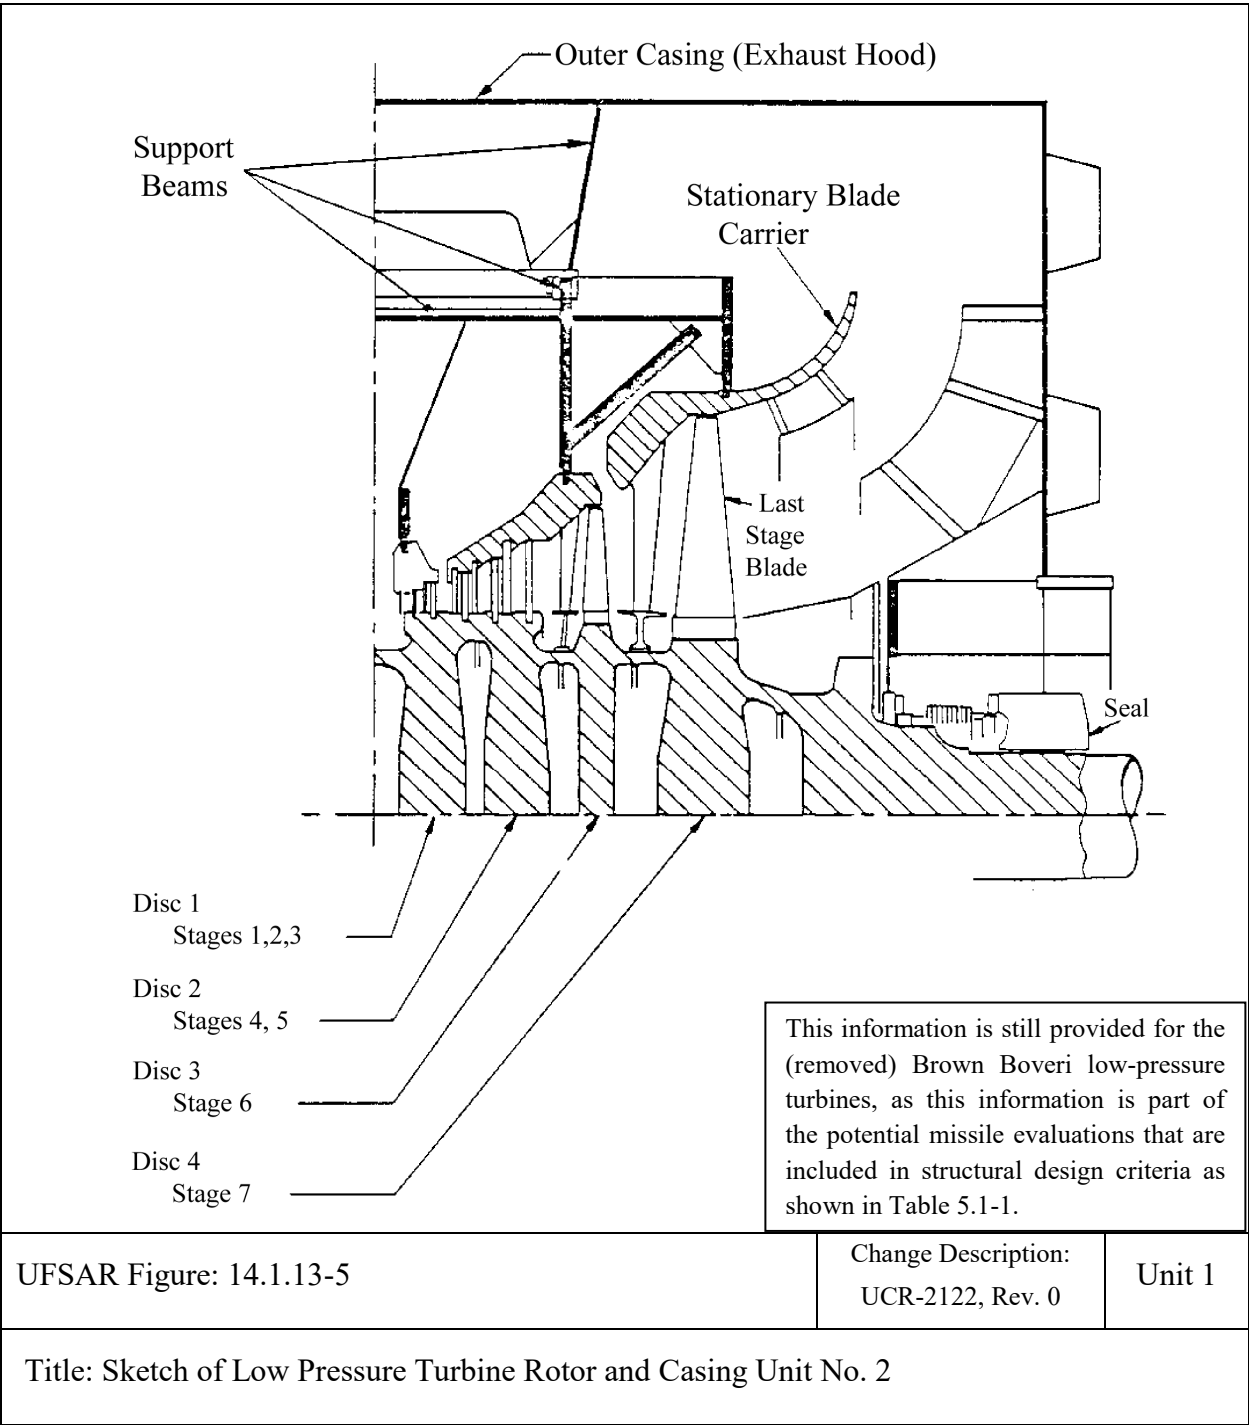 Outer Casing (Exhaust Hood)
Support
Beams
Stationary Blade
Carrier
Last
Stage
Blade
Seal
Disc 1
Stages 1,2,3
Disc 2
Stages 4, 5
Disc 3
Stage 6
Disc 4
Stage 7
This information is still provided for the
(removed) Brown Boveri low-pressure
turbines, as this information is part of
the potential missile evaluations that are
included in structural design criteria as
shown in Table 5.1-1.
UFSAR Figure: 14.1.13-5
Change Description:
UCR-2122, Rev. 0
Unit 1
Title: Sketch of Low Pressure Turbine Rotor and Casing Unit No. 2